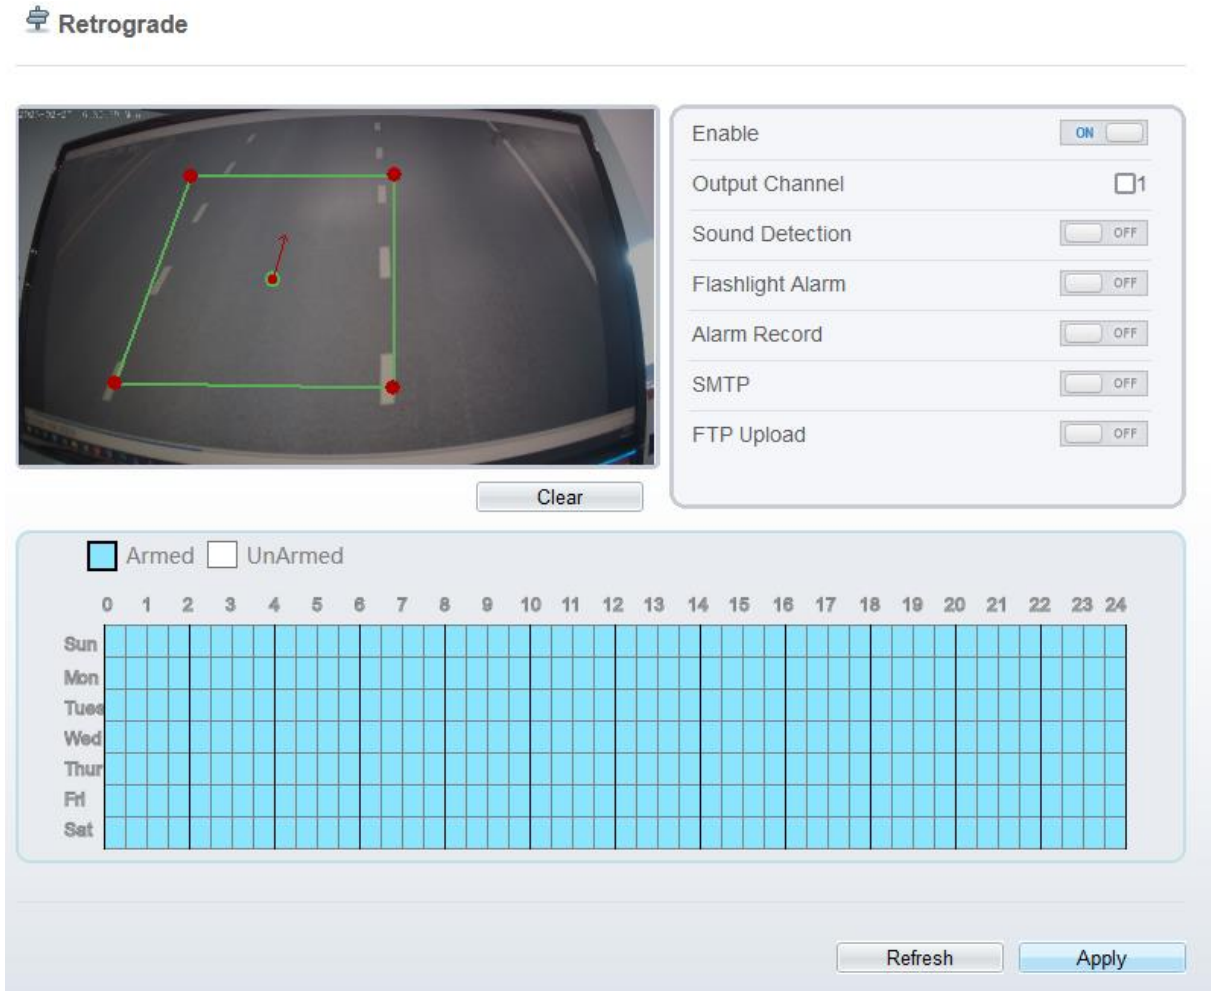 Retrograde
Enable ON
Output Channel 1
Sound Detection OFF
Flashlight Alarm OFF
Alarm Record OFF
SMTP OFF
FTP Upload OFF
Clear
Armed UnArmed
0 1 2 3 4 5 6 7 8 9 10 11 12 13 14 15 16 17 18 19 20 21 22 23 24
Sun
Mon
Tues
Wed
Thur
Fri
Sat
Refresh Apply